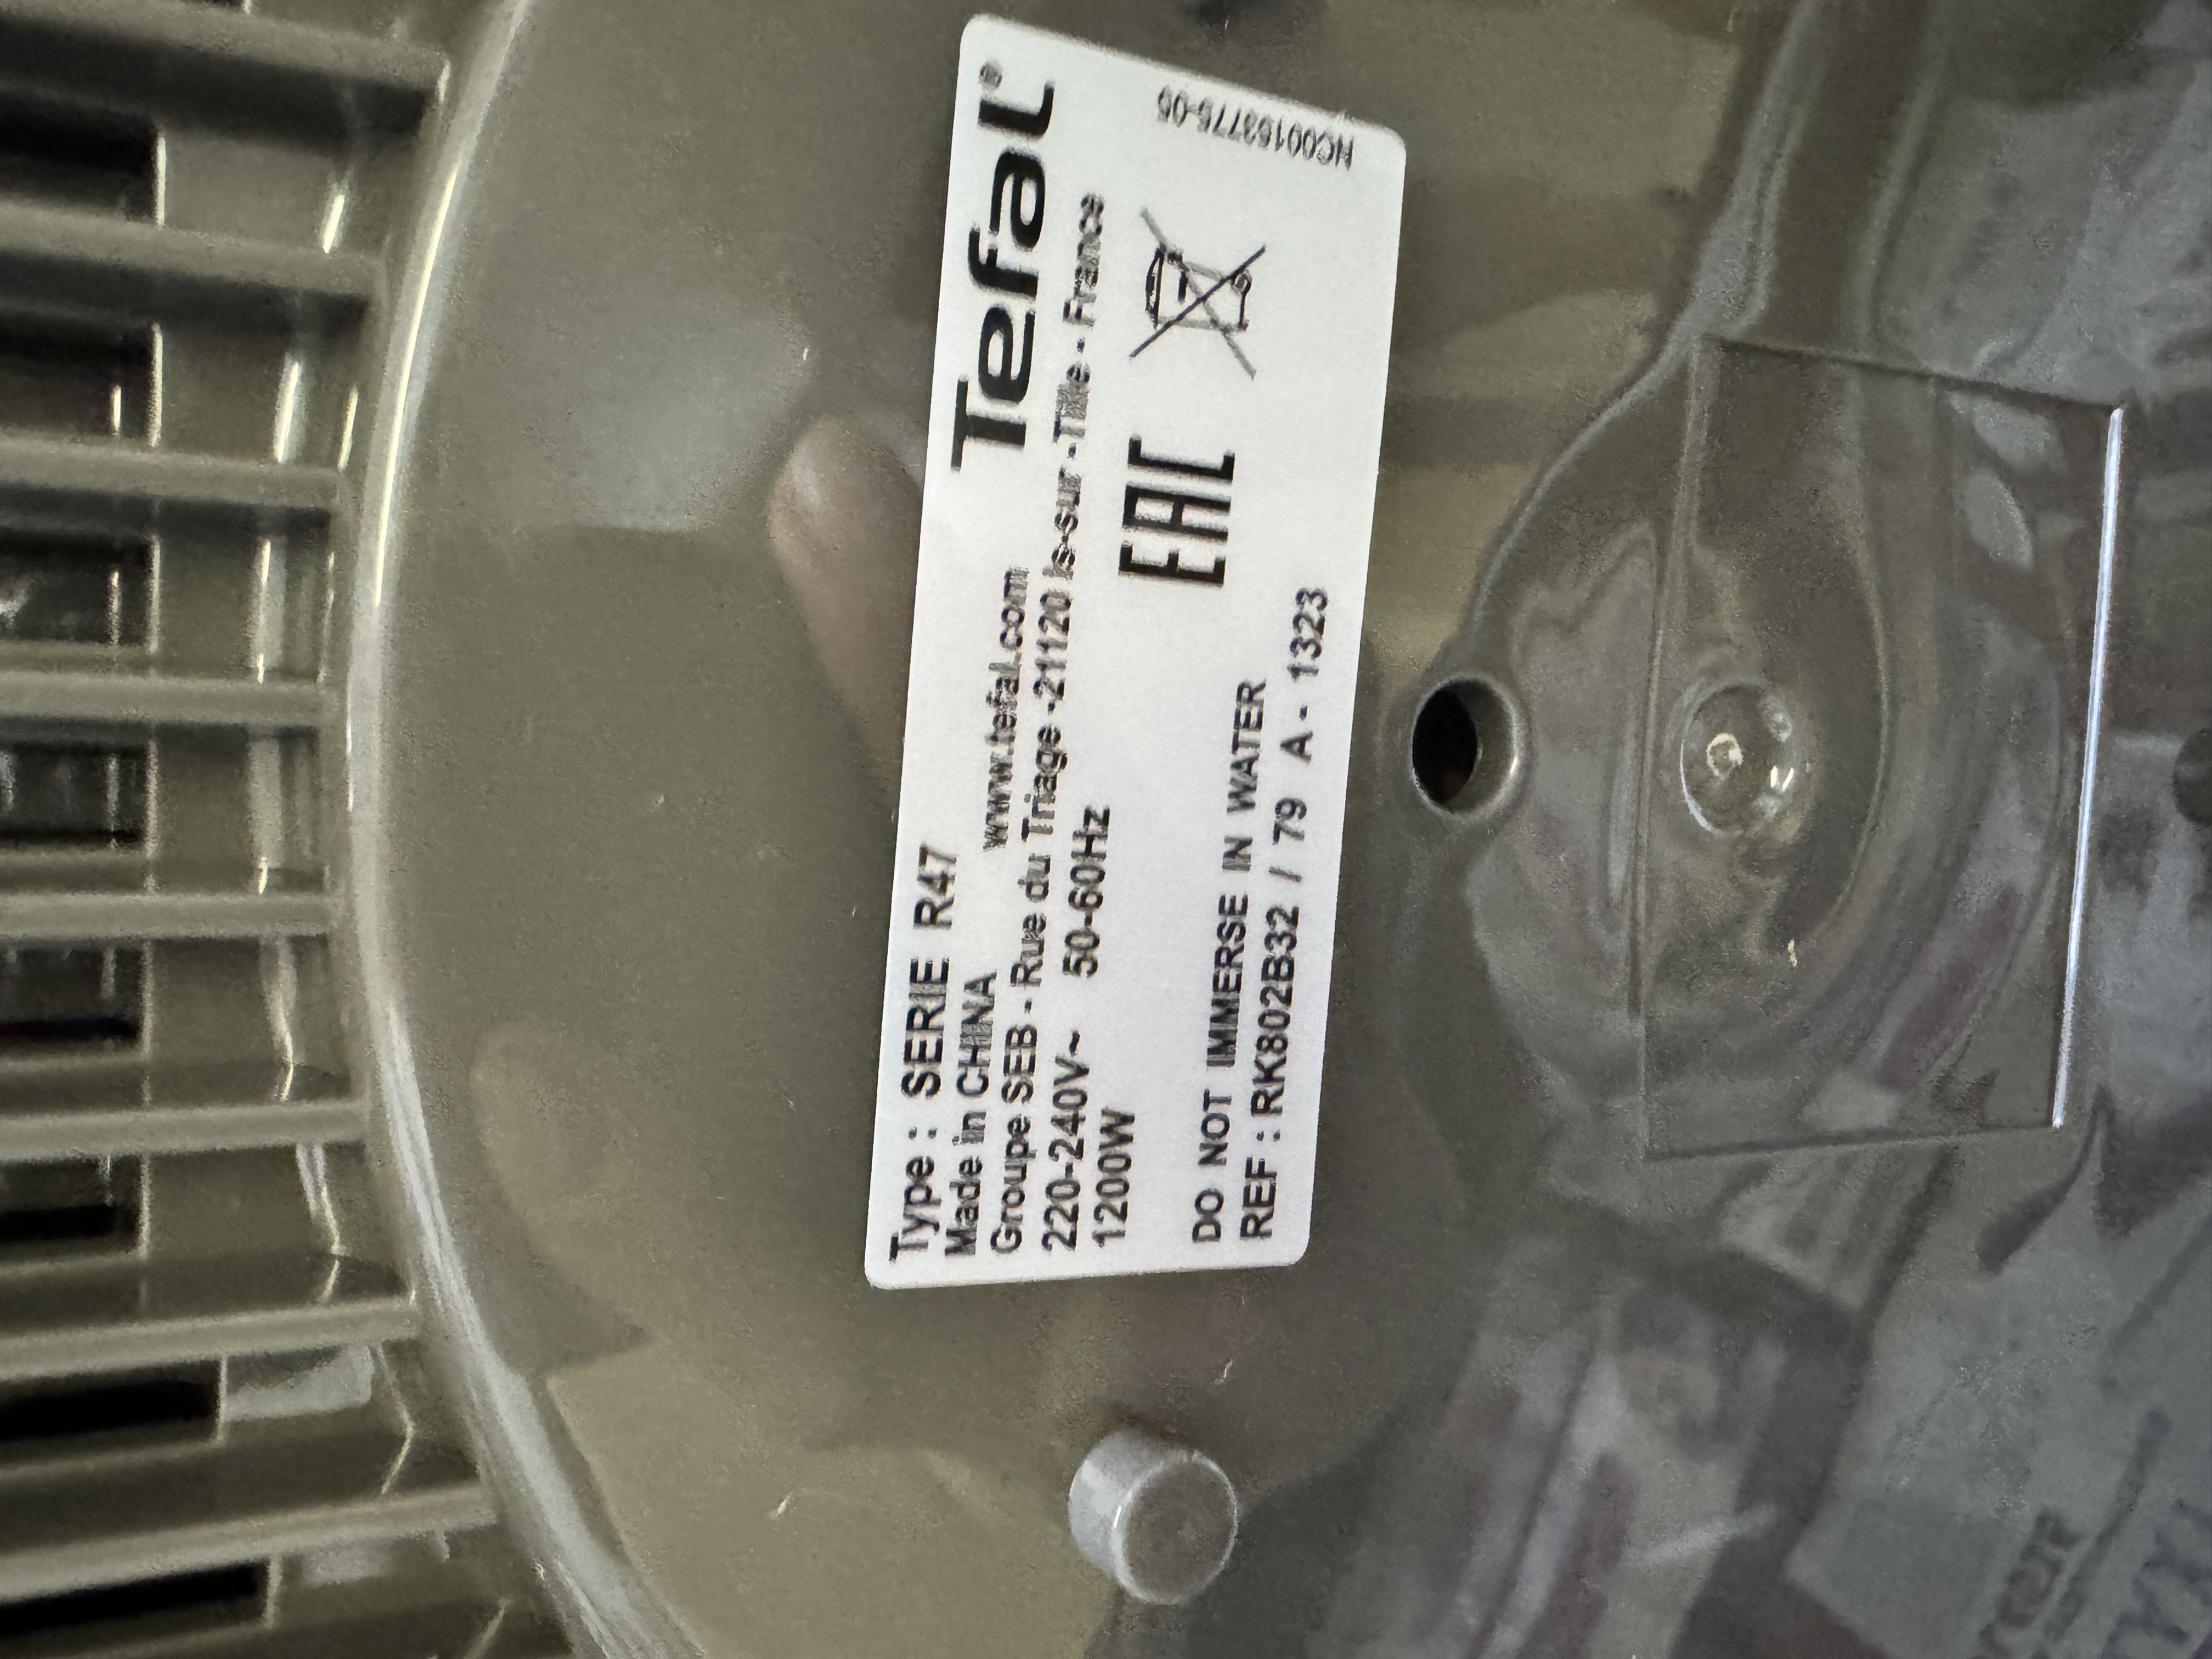 Type : SERIE R47
Tefal®
Made in CHINA
www.tefal.com
Groupe SEB - Rue du Triage - 21120 Is-sur -Tille - France
220-240V~ 50-60Hz
1200W
EAC
DO NOT IMMERSE IN WATER
REF : RK802B32 / 79 A - 1323
NC00153775-05